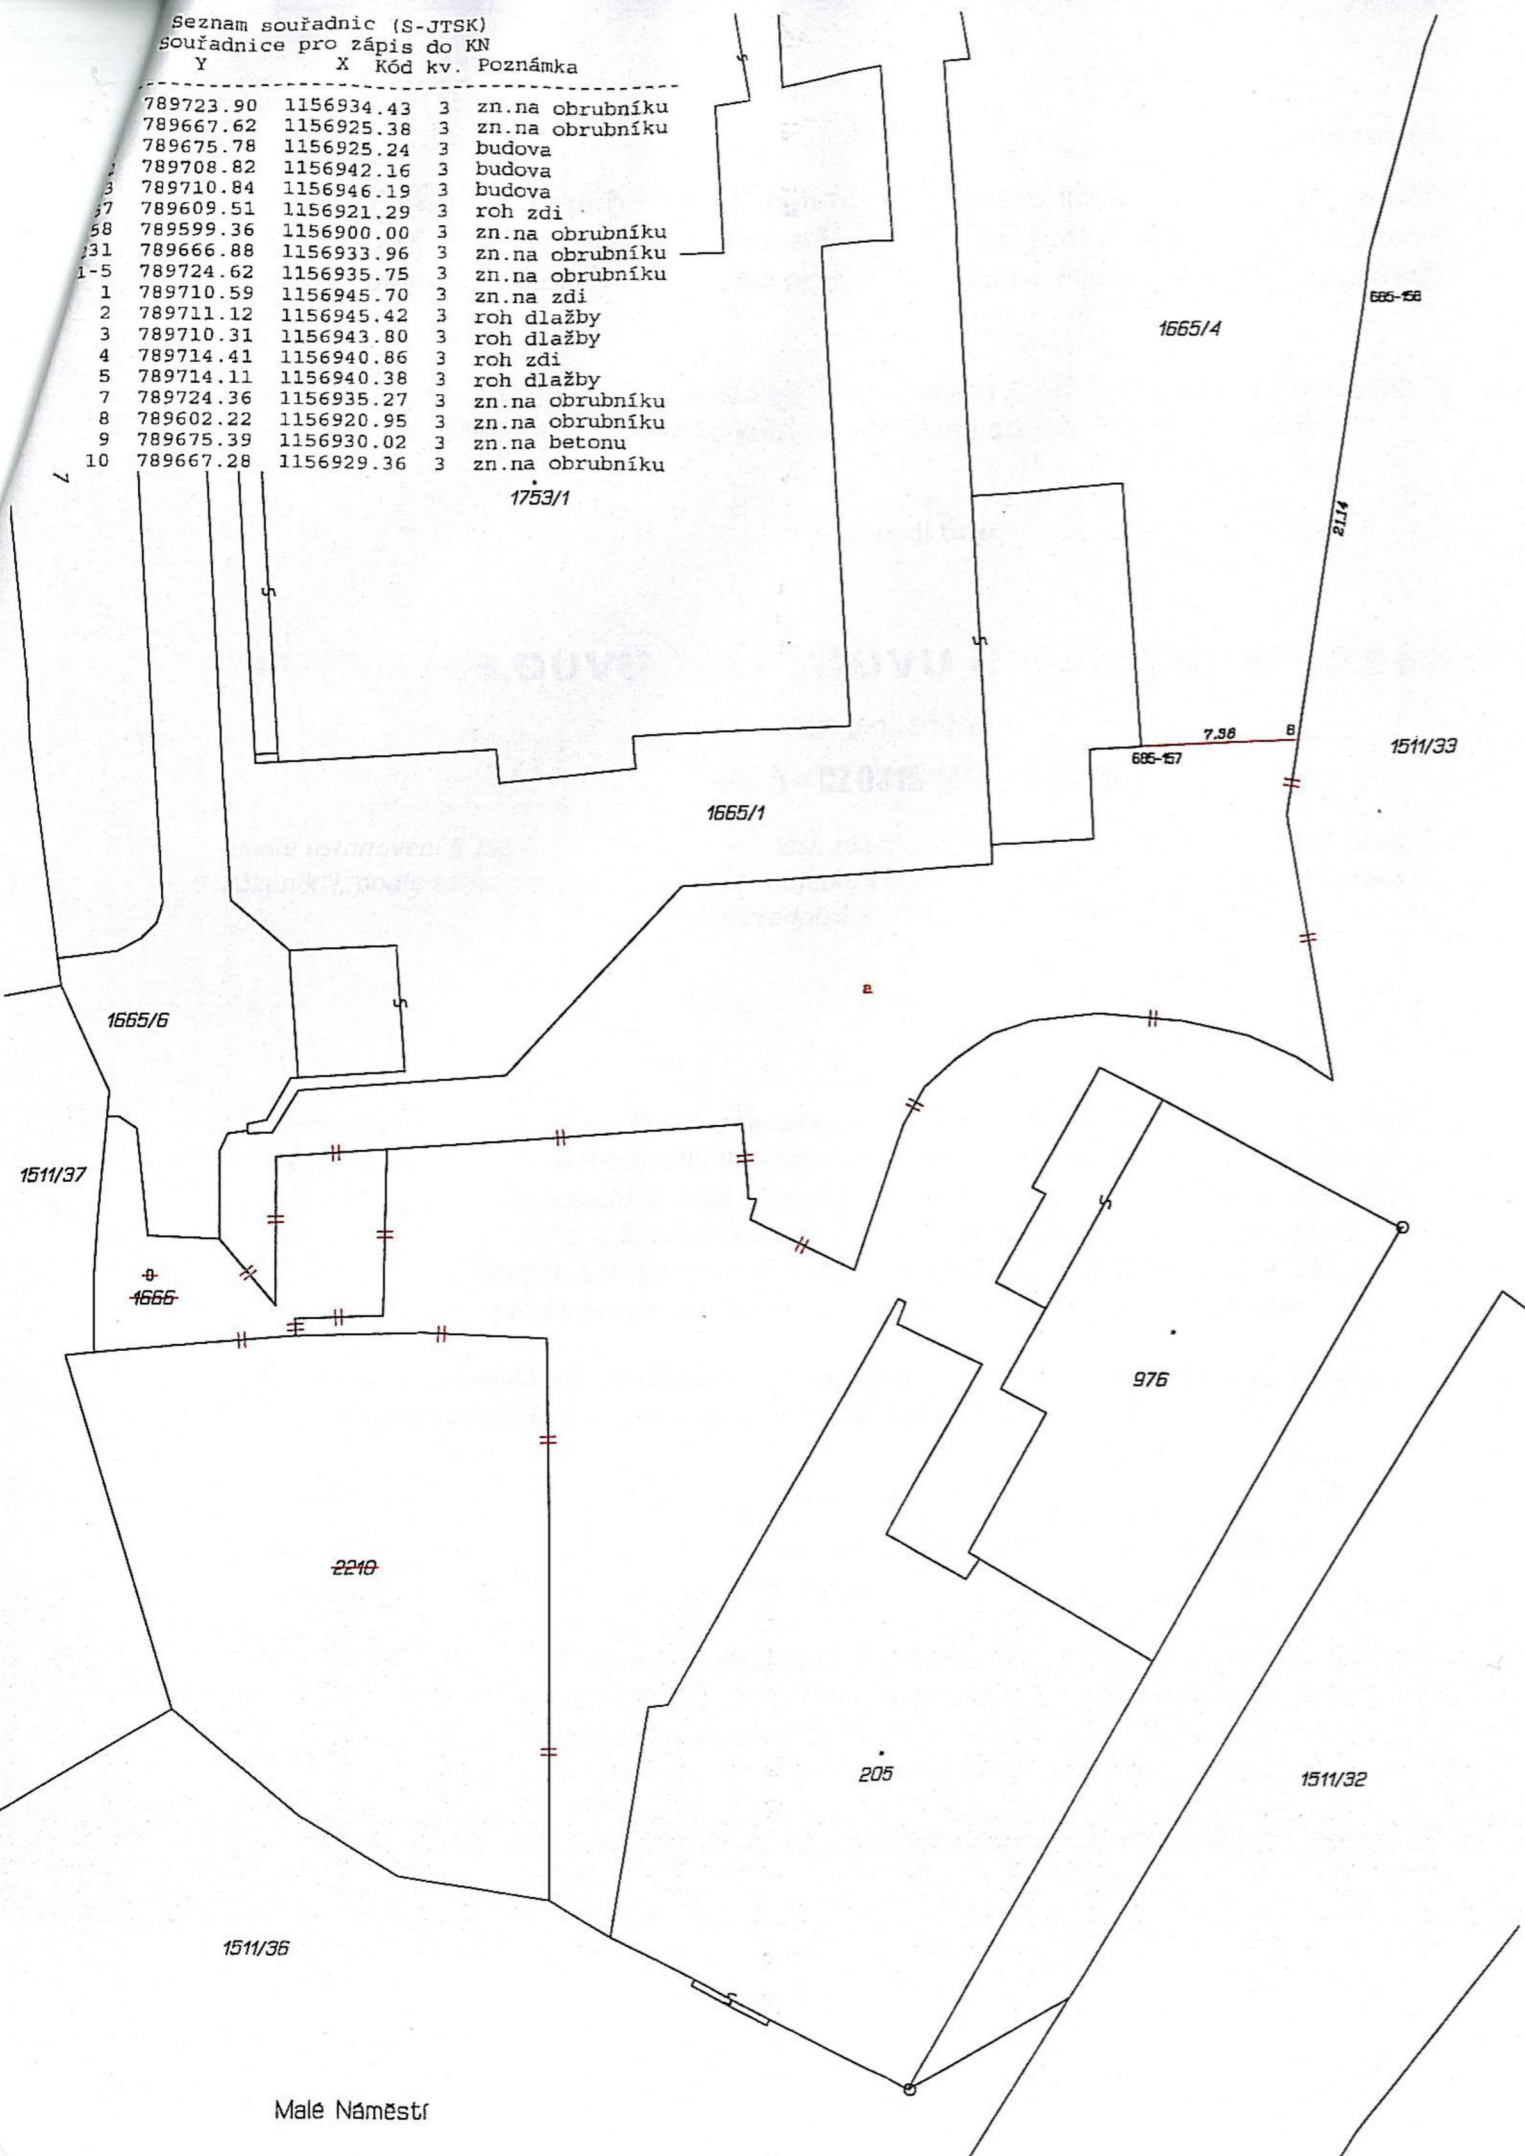 Seznam souřadnic (S-JTSK)
Souřadnice pro zápis do KN
Y X Kód kv. Poznámka
789723.90 1156934.43 3 zn.na obrubníku
789667.62 1156925.38 3 zn.na obrubníku
789675.78 1156925.24 3 budova
789708.82 1156942.16 3 budova
3 789710.84 1156946.19 3 budova
57 789609.51 1156921.29 3 roh zdi
58 789599.36 1156900.00 3 zn.na obrubníku
31 789666.88 1156933.96 3 zn.na obrubníku
1-5 789724.62 1156935.75 3 zn.na obrubníku
1 789710.59 1156945.70 3 zn.na zdi
2 789711.12 1156945.42 3 roh dlažby
3 789710.31 1156943.80 3 roh dlažby
4 789714.41 1156940.86 3 roh zdi
5 789714.11 1156940.38 3 roh dlažby
7 789724.36 1156935.27 3 zn.na obrubníku
8 789602.22 1156920.95 3 zn.na obrubníku
9 789675.39 1156930.02 3 zn.na betonu
10 789667.28 1156929.36 3 zn.na obrubníku
685-158
1665/4
7
1753/1
21.14
7.38
8
685-157
1511/33
1665/1
a
1665/6
1511/37
1666
976
2210
205
1511/32
1511/36
Malé Náměstí